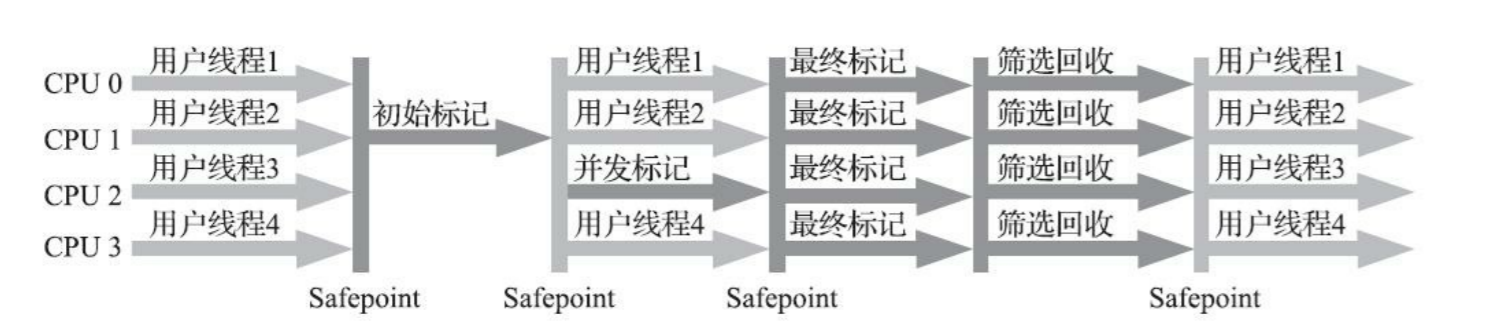 CPU 0 用户线程1 用户线程1 最终标记 筛选回收 用户线程1
初始标记
CPU 1 用户线程2 用户线程2 最终标记 筛选回收 用户线程2
CPU 2 用户线程3 并发标记 最终标记 筛选回收 用户线程3
CPU 3 用户线程4 用户线程4 最终标记 筛选回收 用户线程4
Safepoint Safepoint Safepoint Safepoint